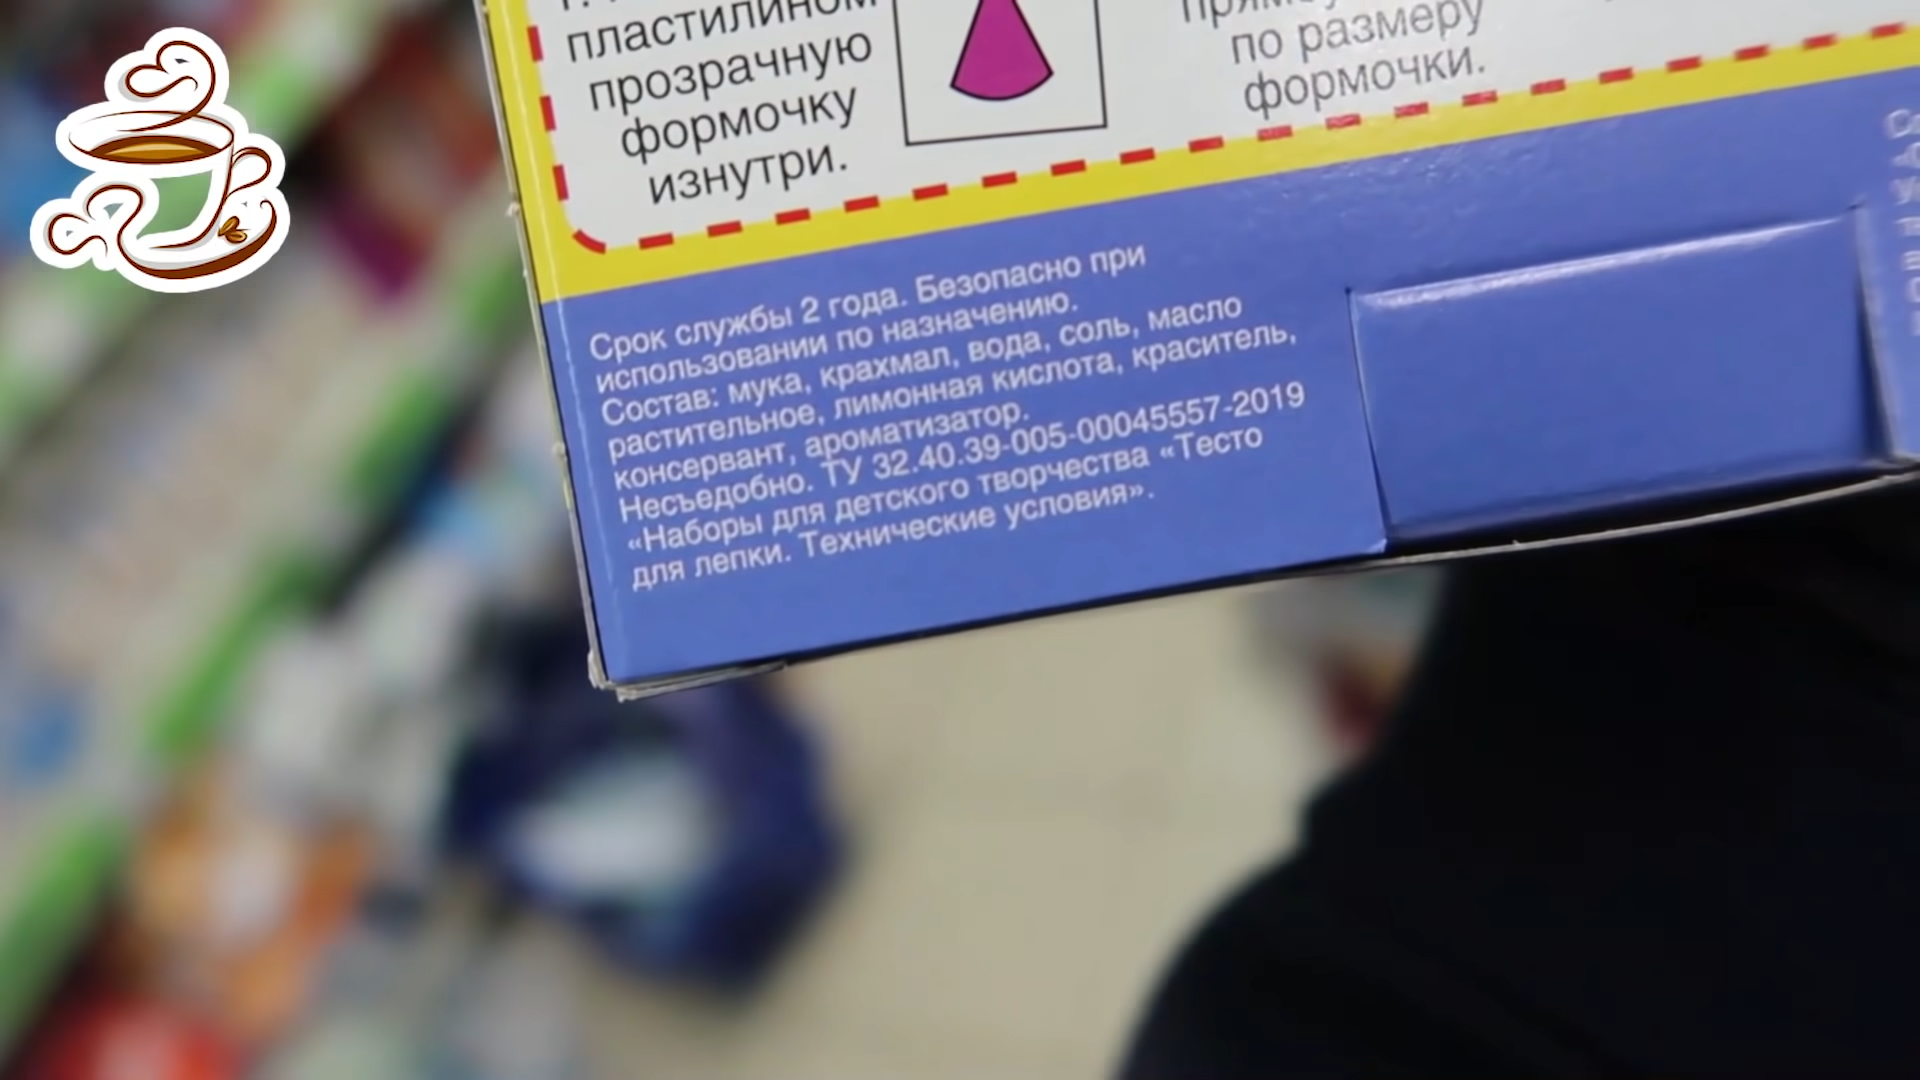 пластилином
прозрачную
формочку
изнутри.
по размеру
формочки.
Срок службы 2 года. Безопасно при
использовании по назначению.
Состав: мука, крахмал, вода, соль, масло
растительное, лимонная кислота, краситель,
консервант, ароматизатор.
Несъедобно. ТУ 32.40.39-005-00045557-2019
«Наборы для детского творчества «Тесто
для лепки. Технические условия».